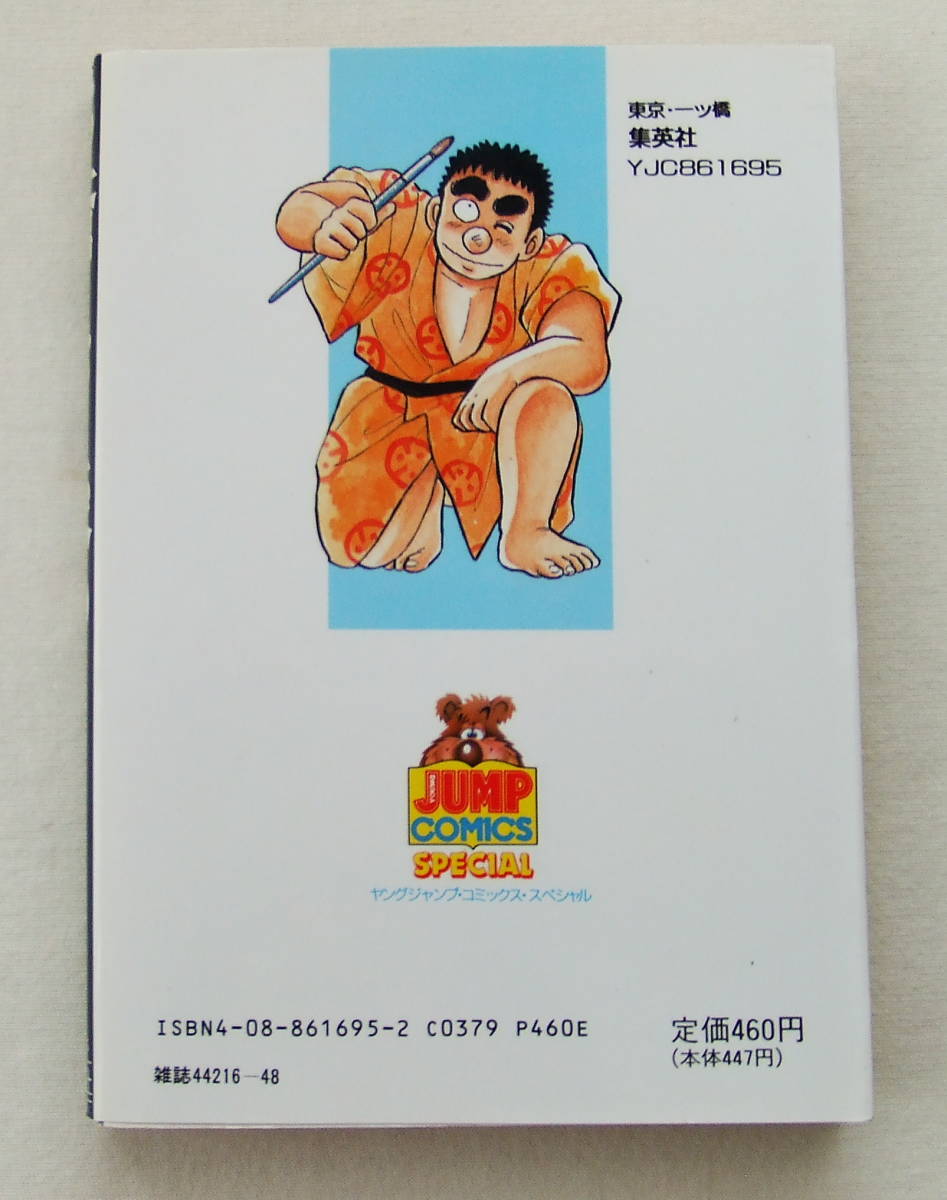 東京・一ツ橋
集英社
YJC861695
YOUNG
JUMP
COMICS
SPECIAL
ヤングジャンプ・コミックス・スペシャル
ISBN4-08-861695-2 C0379 P460E
定価460円
(本体447円)
雑誌44216-48